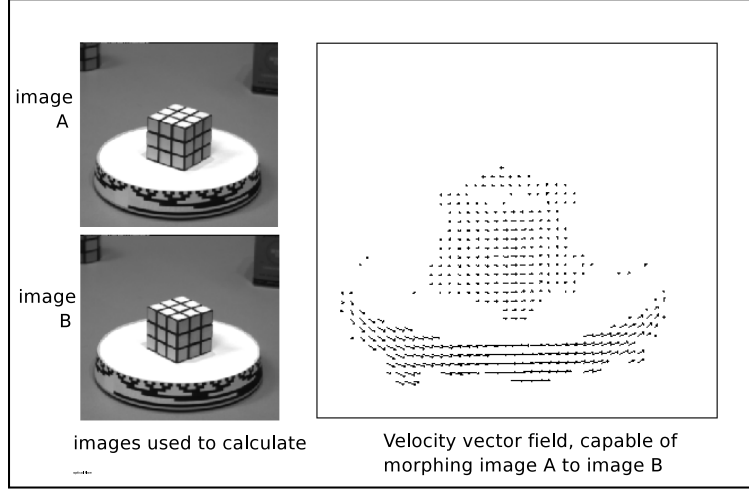 image
A
image
B
images used to calculate
Velocity vector field, capable of
morphing image A to image B